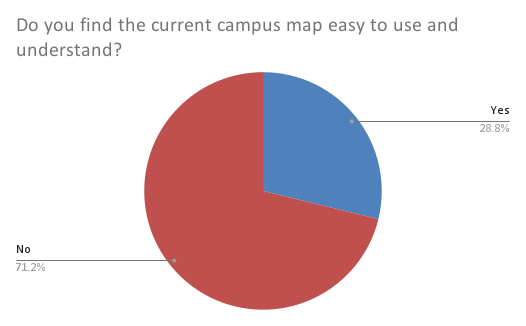 Do you find the current campus map easy to use and
understand?
Yes
28.8%
No
71.2%